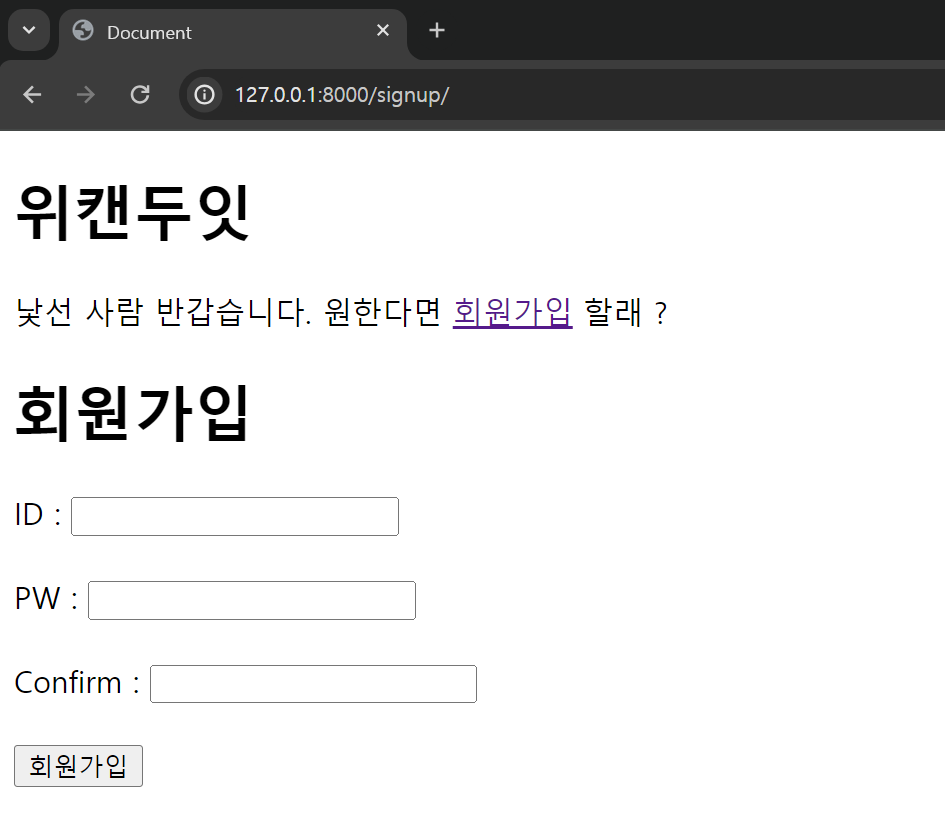 Document
127.0.0.1:8000/signup/
위캔두잇
낯선 사람 반갑습니다. 원한다면 회원가입 할래 ?
회원가입
ID :
PW :
Confirm :
회원가입